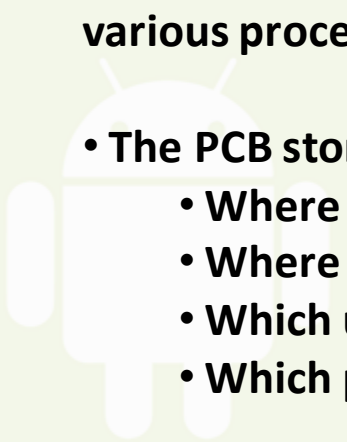 various proce
• The PCB sto
• Where
• Where
• Which
• Which